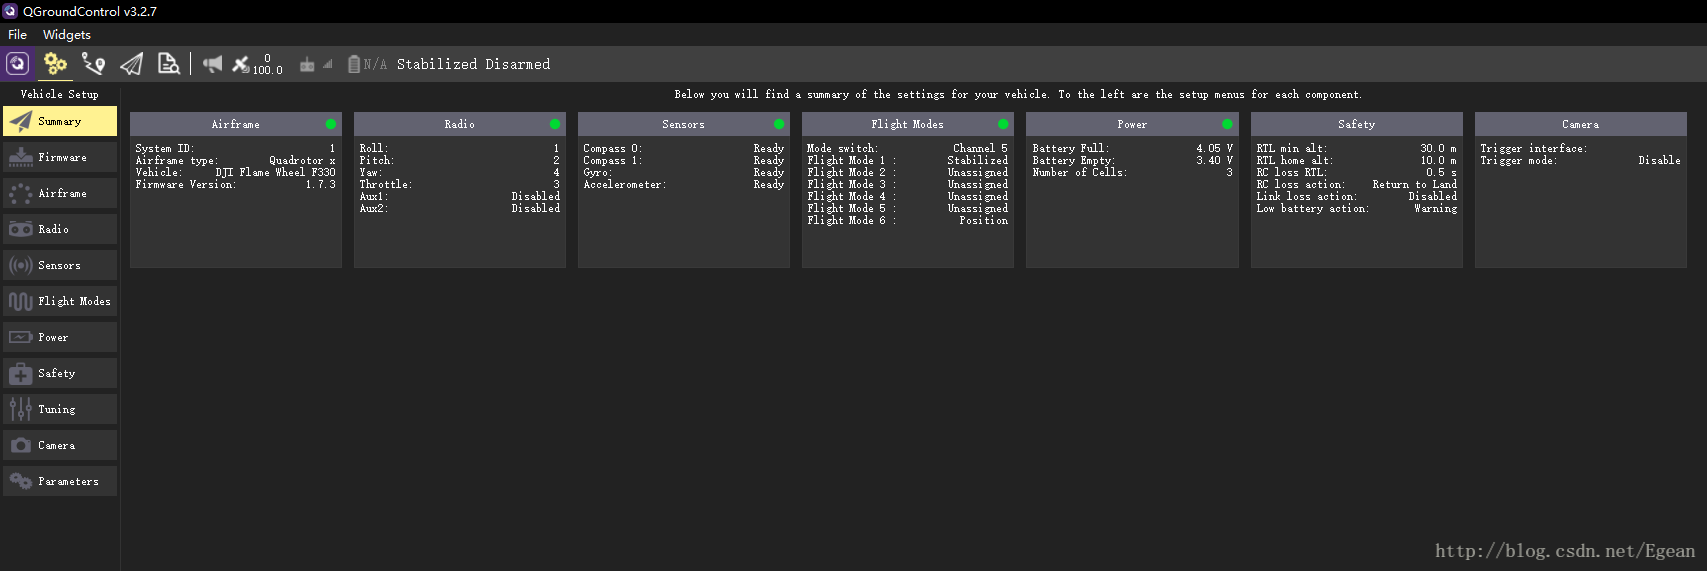 QGroundControl v3.2.7
File Widgets
0
100.0
N/A Stabilized Disarmed
Vehicle Setup
Summary
Firmware
Airframe
Radio
Sensors
Flight Modes
Power
Safety
Tuning
Camera
Parameters
Below you will find a summary of the settings for your vehicle. To the left are the setup menus for each component.
Airframe
System ID: 1
Airframe type: Quadrotor x
Vehicle: DJI Flame Wheel F330
Firmware Version: 1.7.3
Radio
Roll: 1
Pitch: 2
Yaw: 4
Throttle: 3
Aux1: Disabled
Aux2: Disabled
Sensors
Compass 0: Ready
Compass 1: Ready
Gyro: Ready
Accelerometer: Ready
Flight Modes
Mode switch: Channel 5
Flight Mode 1 : Stabilized
Flight Mode 2 : Unassigned
Flight Mode 3 : Unassigned
Flight Mode 4 : Unassigned
Flight Mode 5 : Unassigned
Flight Mode 6 : Position
Power
Battery Full: 4.05 V
Battery Empty: 3.40 V
Number of Cells: 3
Safety
RTL min alt: 30.0 m
RTL home alt: 10.0 m
RC loss RTL: 0.5 s
RC loss action: Return to Land
Link loss action: Disabled
Low battery action: Warning
Camera
Trigger interface:
Trigger mode: Disable
http://blog.csdn.net/Egean